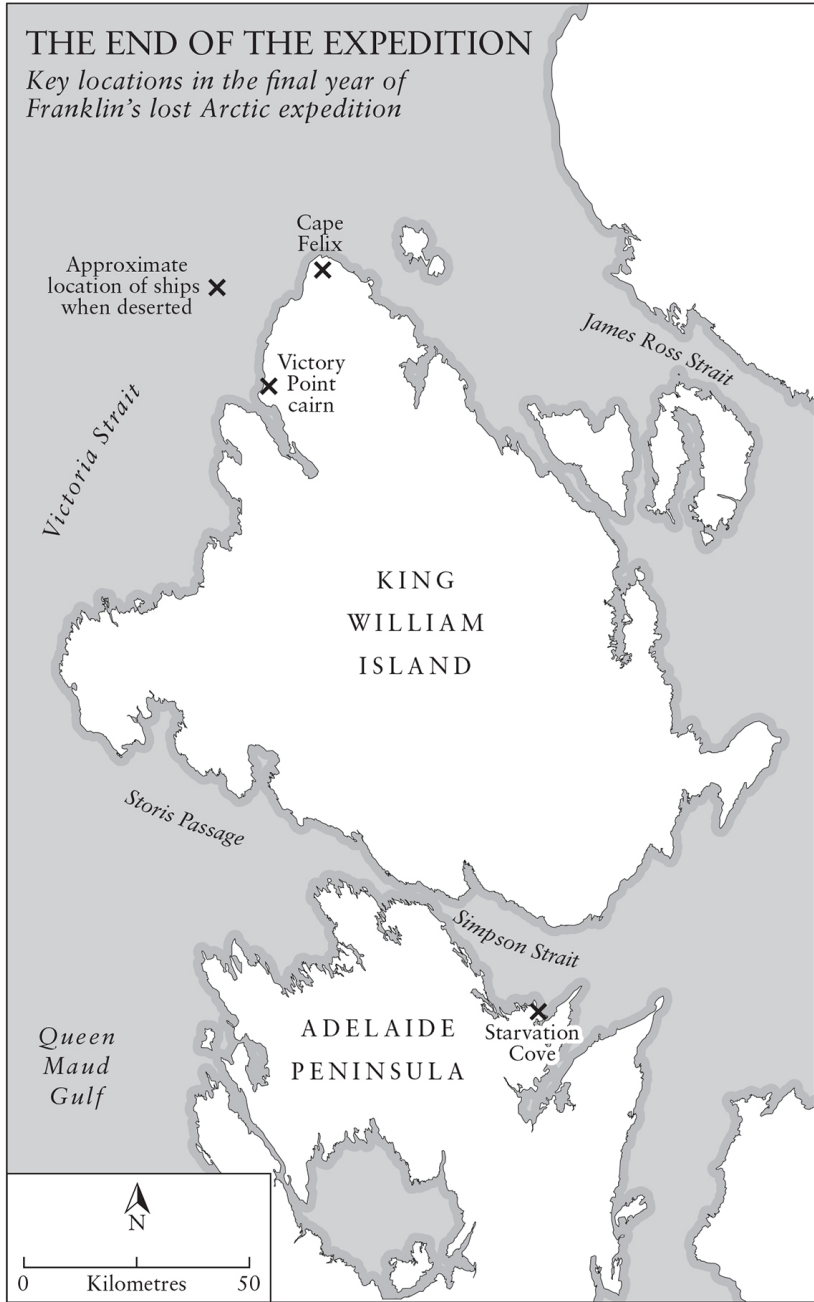 THE END OF THE EXPEDITION
Key locations in the final year of
Franklin’s lost Arctic expedition
Cape
Felix
Approximate
location of ships
when deserted
James Ross Strait
Victory
Point
cairn
Victoria Strait
KING
WILLIAM
ISLAND
Storis Passage
Simpson Strait
Starvation
Cove
ADELAIDE
PENINSULA
Queen
Maud
Gulf
N
0 Kilometres 50